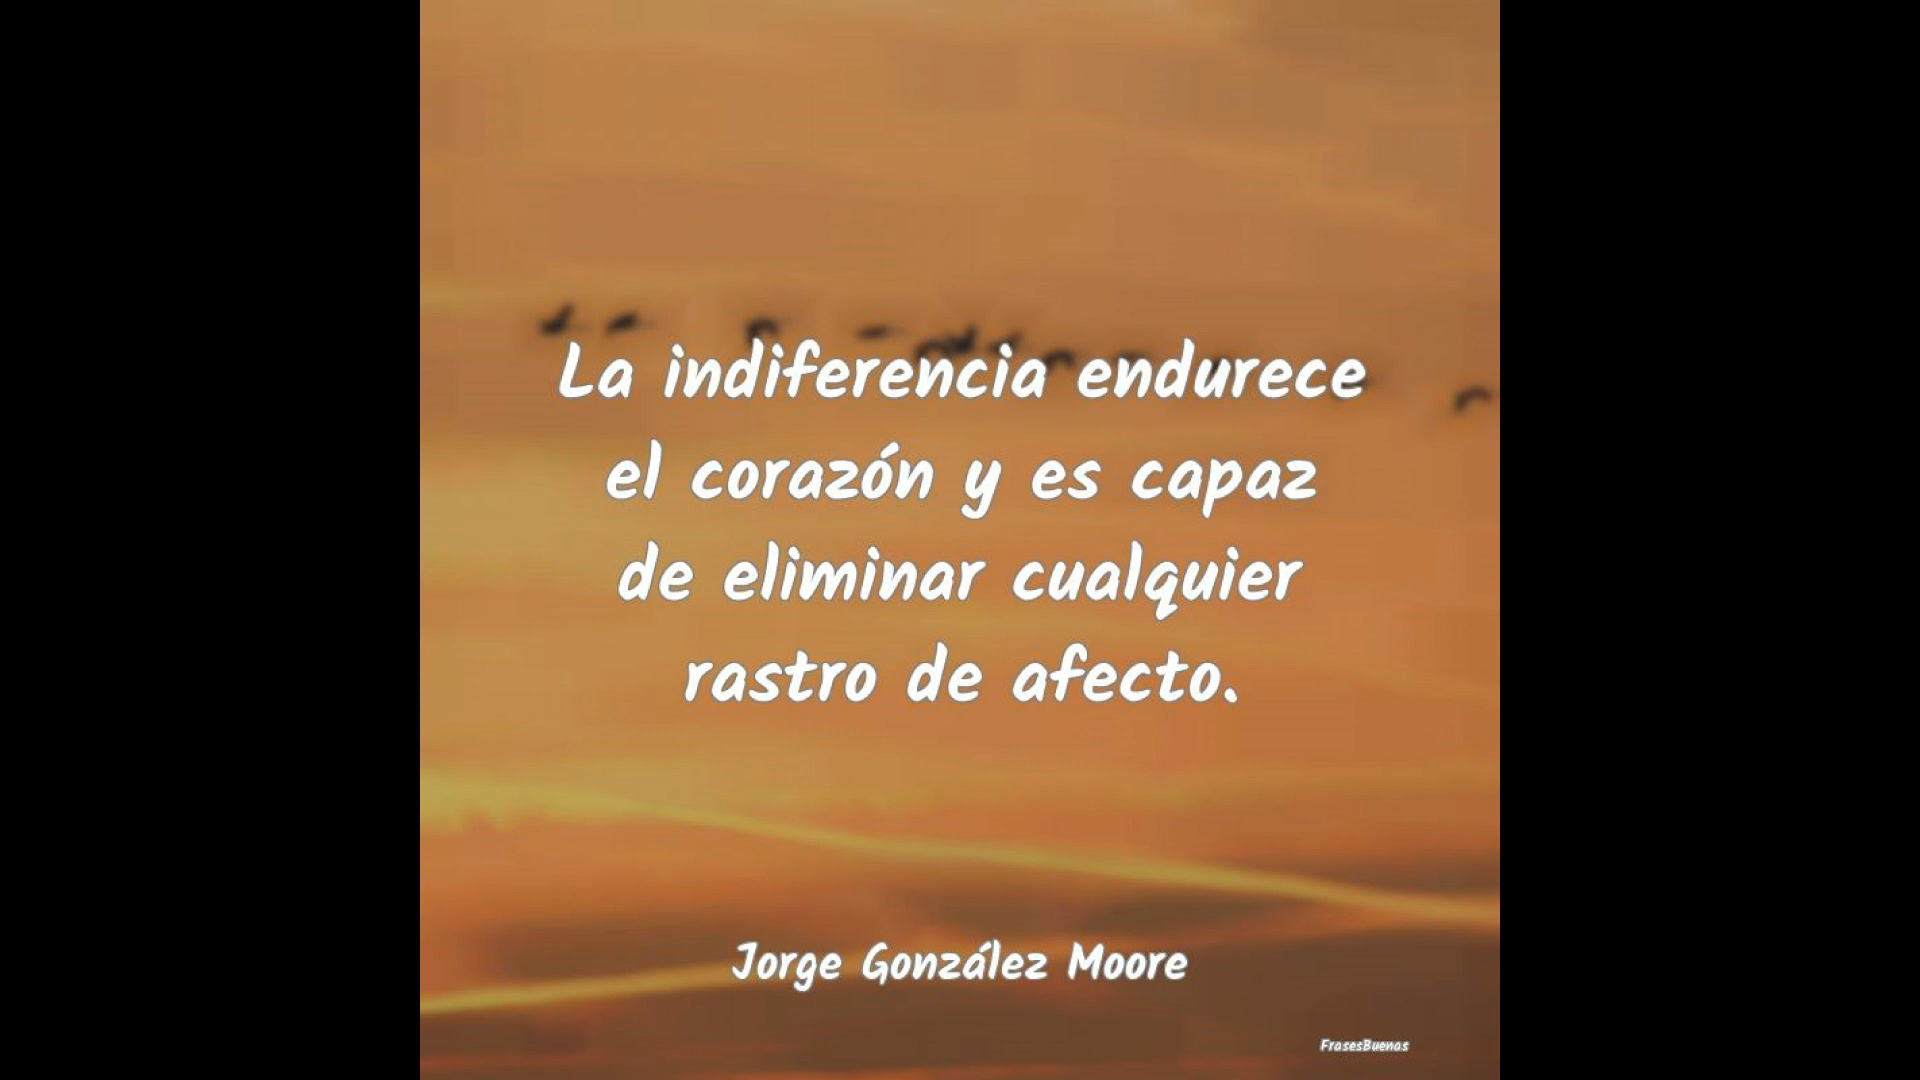 La indiferencia endurece
el corazón y es capaz
de eliminar cualquier
rastro de afecto.
Jorge González Moore
FrasesBuenas